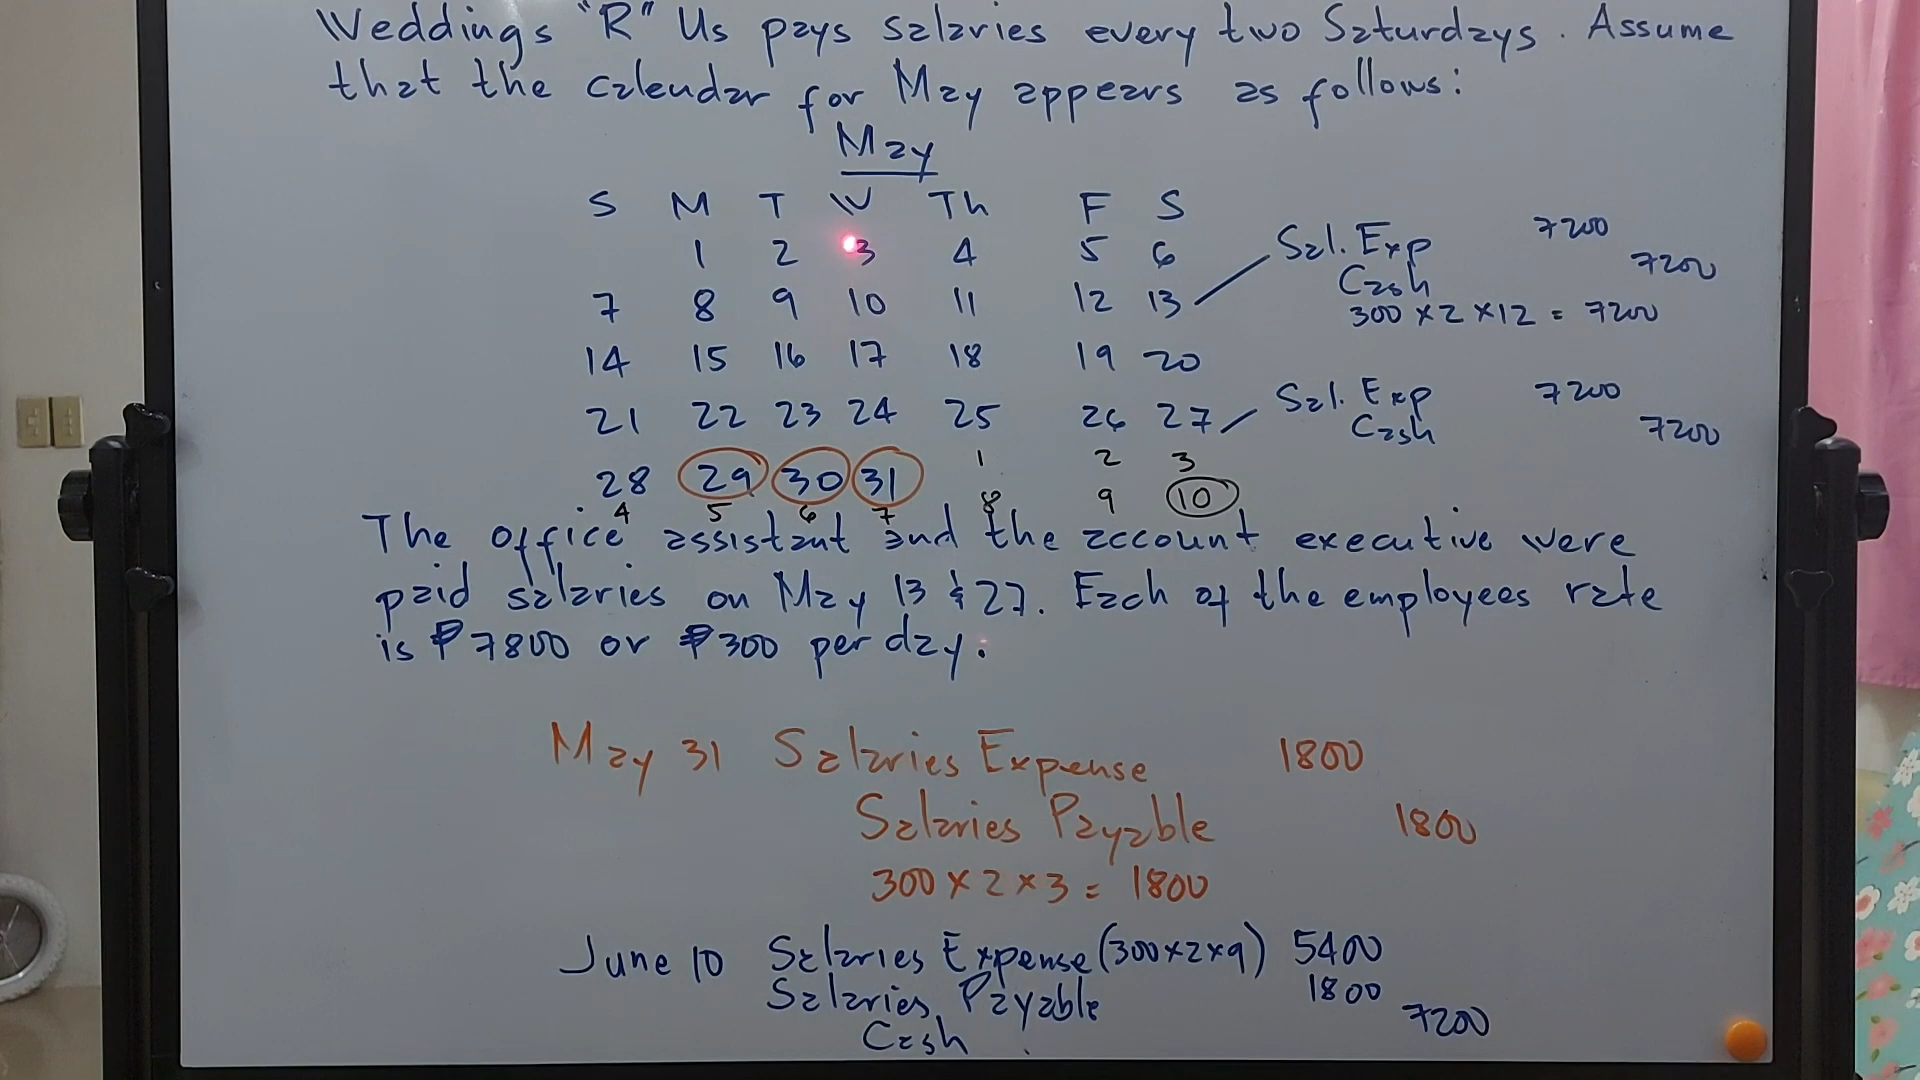 Weddings "R" Us pays salaries every two Saturdays. Assume
that the calendar for May appears as follows:
May
S M T W Th F S
1 2 3 4 5 6
7 8 9 10 11 12 13
14 15 16 17 18 19 20
21 22 23 24 25 26 27
28 29 30 31 1 2 3
4 5 6 7 8 9 10
Sal. Exp 7200
Cash 7200
300 x 2 x 12 = 7200
Sal. Exp 7200
Cash 7200
The office assistant and the account executive were
paid salaries on May 13 & 27. Each of the employees rate
is ₱7800 or ₱300 per day.
May 31 Salaries Expense 1800
Salaries Payable 1800
300 x 2 x 3 = 1800
June 10 Salaries Expense (300x2x9) 5400
Salaries Payable 1800
Cash 7200